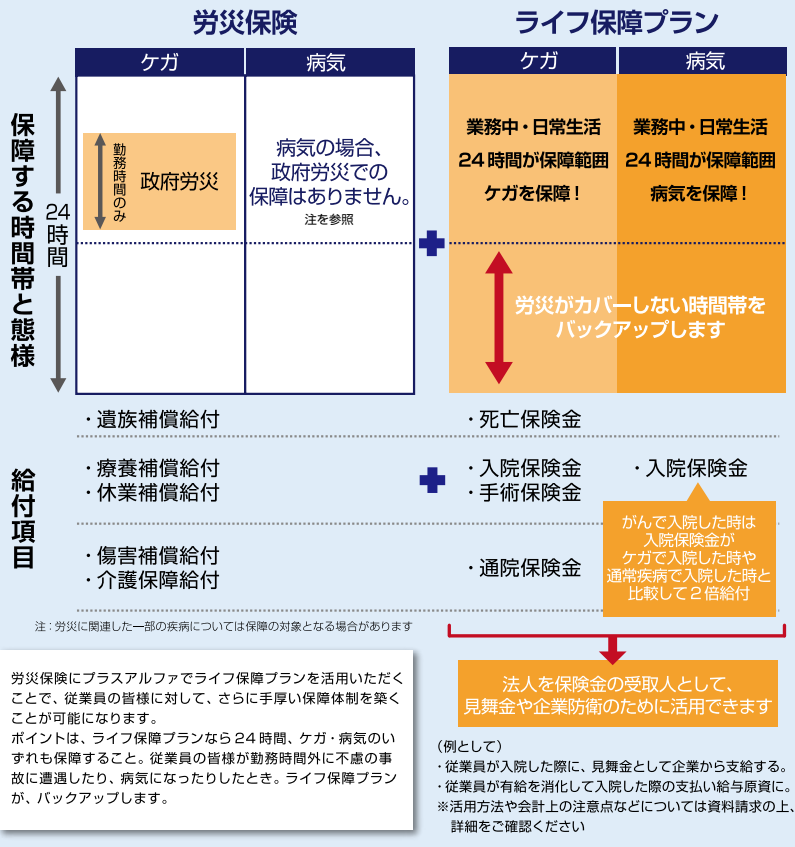 労災保険
ライフ保障プラン
ケガ
病気
ケガ
病気
保障する時間帯と態様
24時間
勤務時間のみ
政府労災
病気の場合、
政府労災での
保障はありません。
注を参照
業務中・日常生活
24時間が保障範囲
ケガを保障！
業務中・日常生活
24時間が保障範囲
病気を保障！
労災がカバーしない時間帯を
バックアップします
給付項目
・遺族補償給付
・死亡保険金
・療養補償給付
・休業補償給付
・入院保険金
・手術保険金
・入院保険金
がんで入院した時は
入院保険金が
ケガで入院した時や
通常疾病で入院した時と
比較して2倍給付
・傷害補償給付
・介護保障給付
・通院保険金
注：労災に関連した一部の疾病については保障の対象となる場合があります
労災保険にプラスアルファでライフ保障プランを活用いただく
ことで、従業員の皆様に対して、さらに手厚い保障体制を築く
ことが可能になります。
ポイントは、ライフ保障プランなら24時間、ケガ・病気のい
ずれも保障すること。従業員の皆様が勤務時間外に不慮の事
故に遭遇したり、病気になったりしたとき。ライフ保障プラン
が、バックアップします。
法人を保険金の受取人として、
見舞金や企業防衛のために活用できます
（例として）
・従業員が入院した際に、見舞金として企業から支給する。
・従業員が有給を消化して入院した際の支払い給与原資に。
※活用方法や会計上の注意点などについては資料請求の上、
詳細をご確認ください